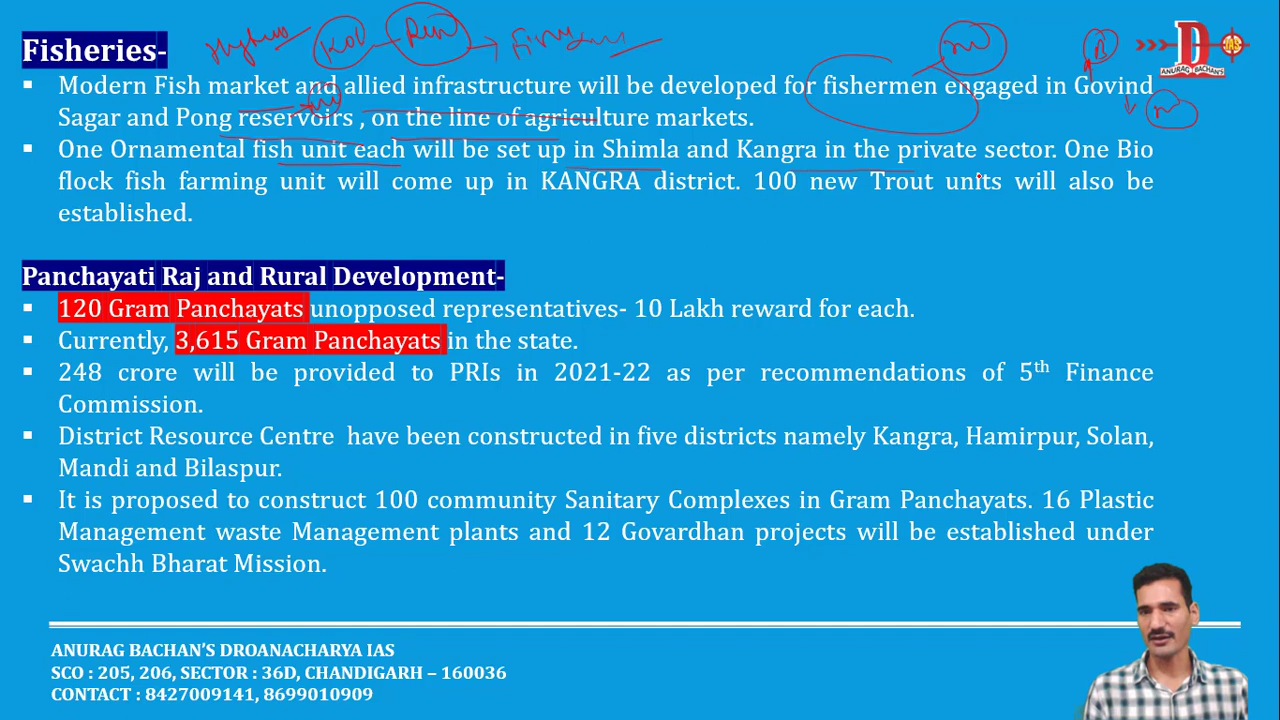 Fisheries-
Modern Fish market and allied infrastructure will be developed for fishermen engaged in Govind
Sagar and Pong reservoirs , on the line of agriculture markets.
One Ornamental fish unit each will be set up in Shimla and Kangra in the private sector. One Bio
flock fish farming unit will come up in KANGRA district. 100 new Trout units will also be
established.
D
IAS
ANURAG BACHAN'S
Panchayati Raj and Rural Development-
120 Gram Panchayats unopposed representatives- 10 Lakh reward for each.
Currently, 3,615 Gram Panchayats in the state.
248 crore will be provided to PRIs in 2021-22 as per recommendations of 5th Finance
Commission.
District Resource Centre have been constructed in five districts namely Kangra, Hamirpur, Solan,
Mandi and Bilaspur.
It is proposed to construct 100 community Sanitary Complexes in Gram Panchayats. 16 Plastic
Management waste Management plants and 12 Govardhan projects will be established under
Swachh Bharat Mission.
ANURAG BACHAN'S DROANACHARYA IAS
SCO : 205, 206, SECTOR : 36D, CHANDIGARH – 160036
CONTACT : 8427009141, 8699010909